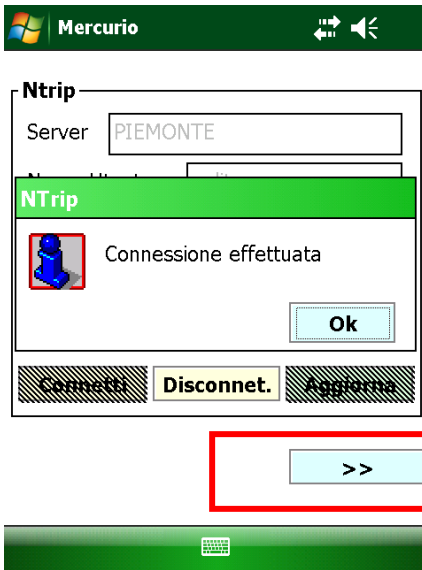 Mercurio
Ntrip
Server PIEMONTE
NTrip
Connessione effettuata
Ok
Connetti Disconnet. Aggiorna
>>